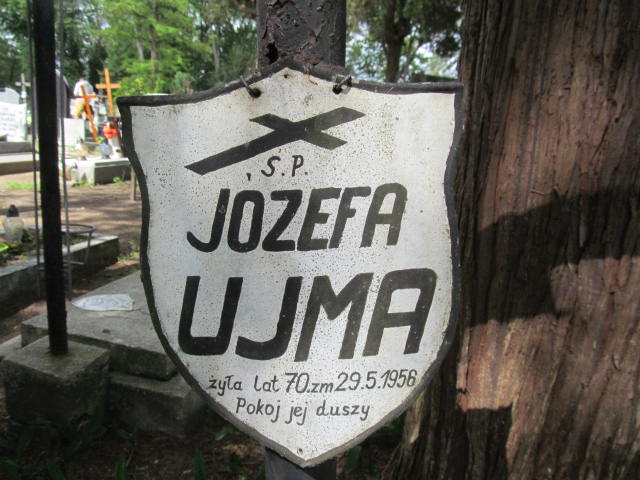 Ś.P.
JÓZEFA
UJMA
żyła lat 70.zm 29.5.1956
Pokój jej duszy